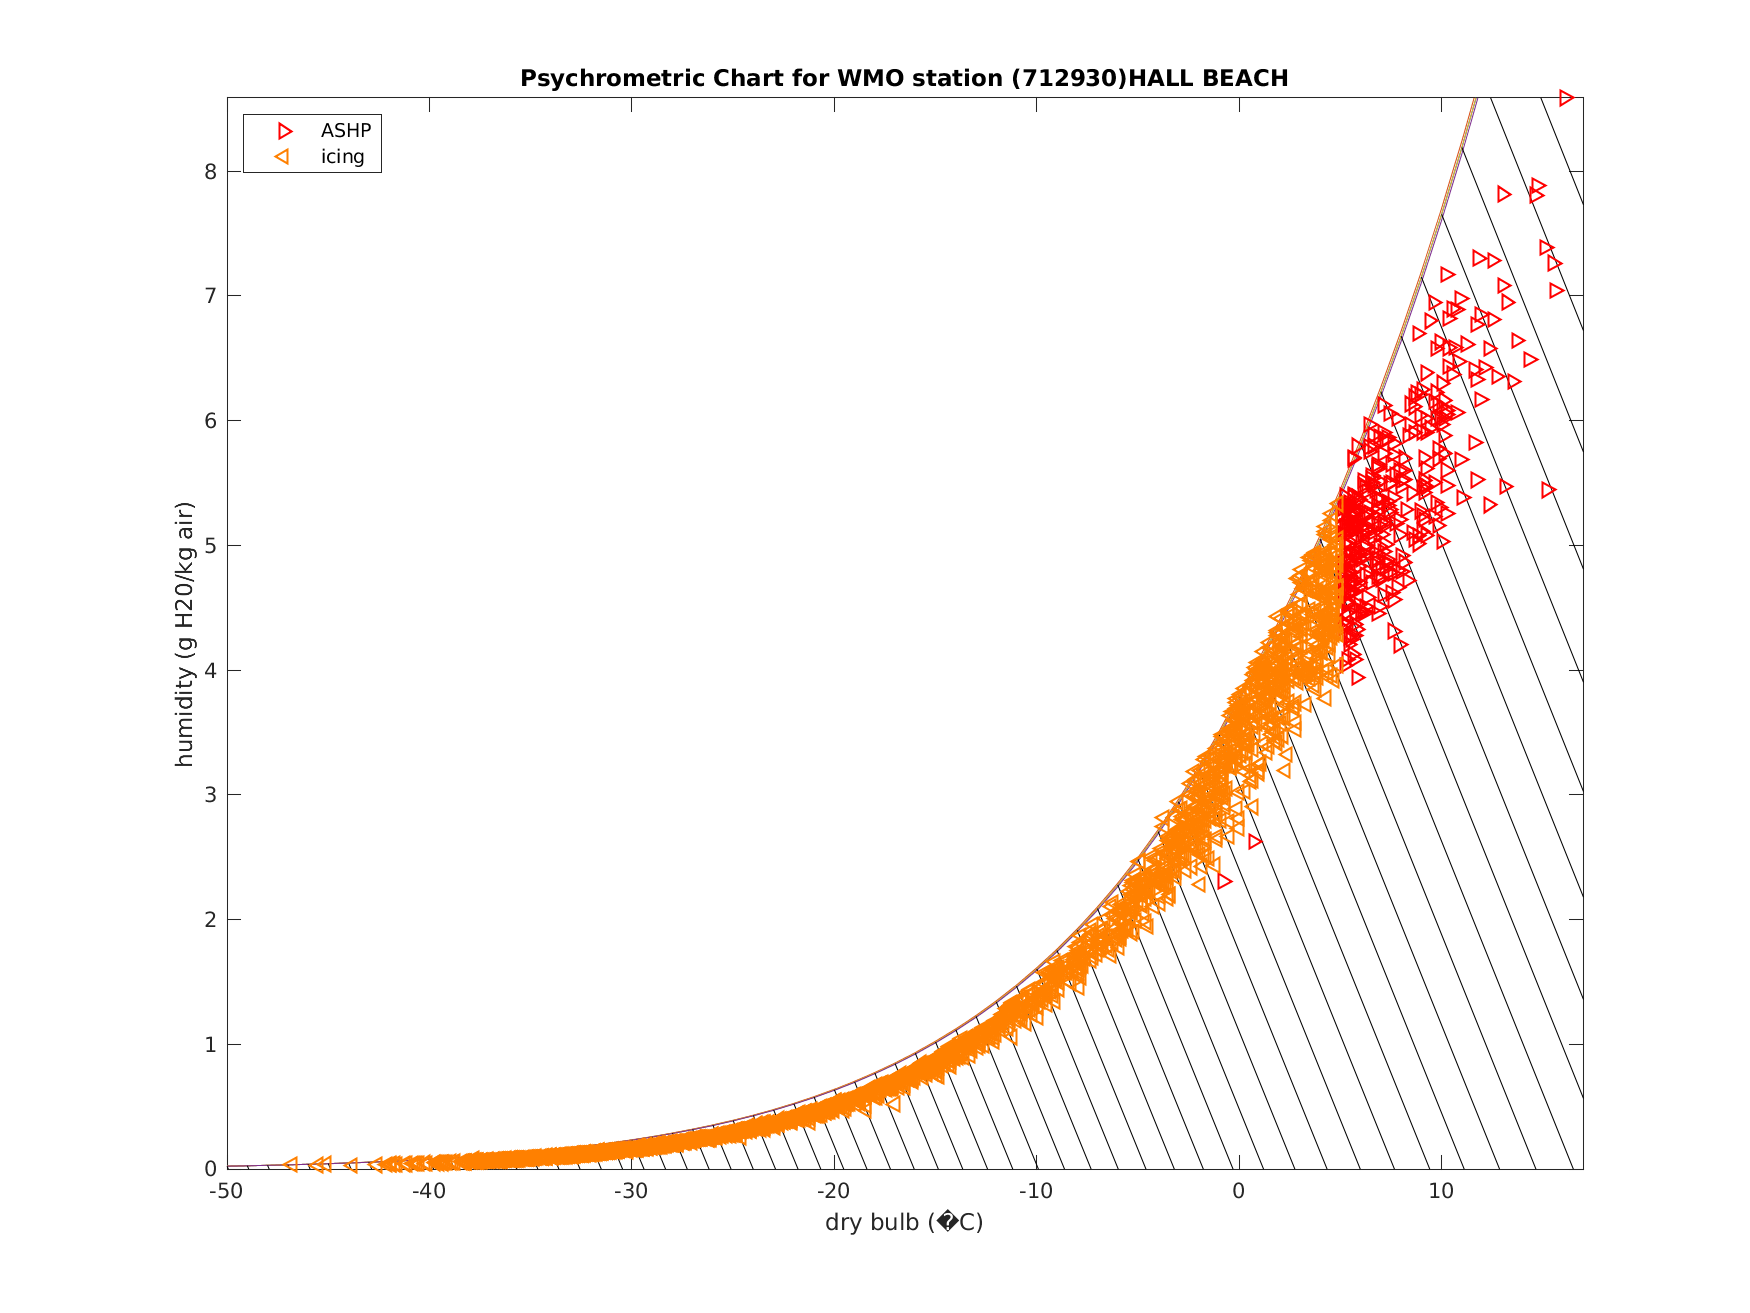 Psychrometric Chart for WMO station (712930)HALL BEACH
ASHP
icing
8
7
6
5
4
3
2
1
0
humidity (g H20/kg air)
-50 -40 -30 -20 -10 0 10
dry bulb (�C)